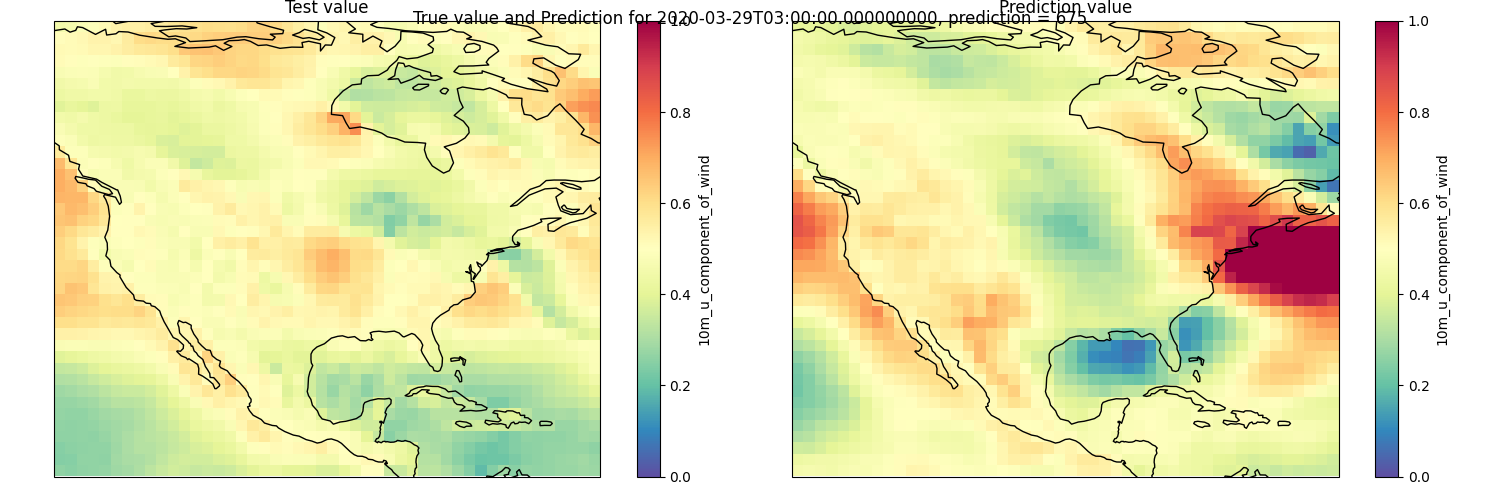 Test value
True value and Prediction for 2020-03-29T03:00:00.000000000, prediction = 675
Prediction value
1.0
0.8
0.6
0.4
0.2
0.0
10m_u_component_of_wind
1.0
0.8
0.6
0.4
0.2
0.0
10m_u_component_of_wind